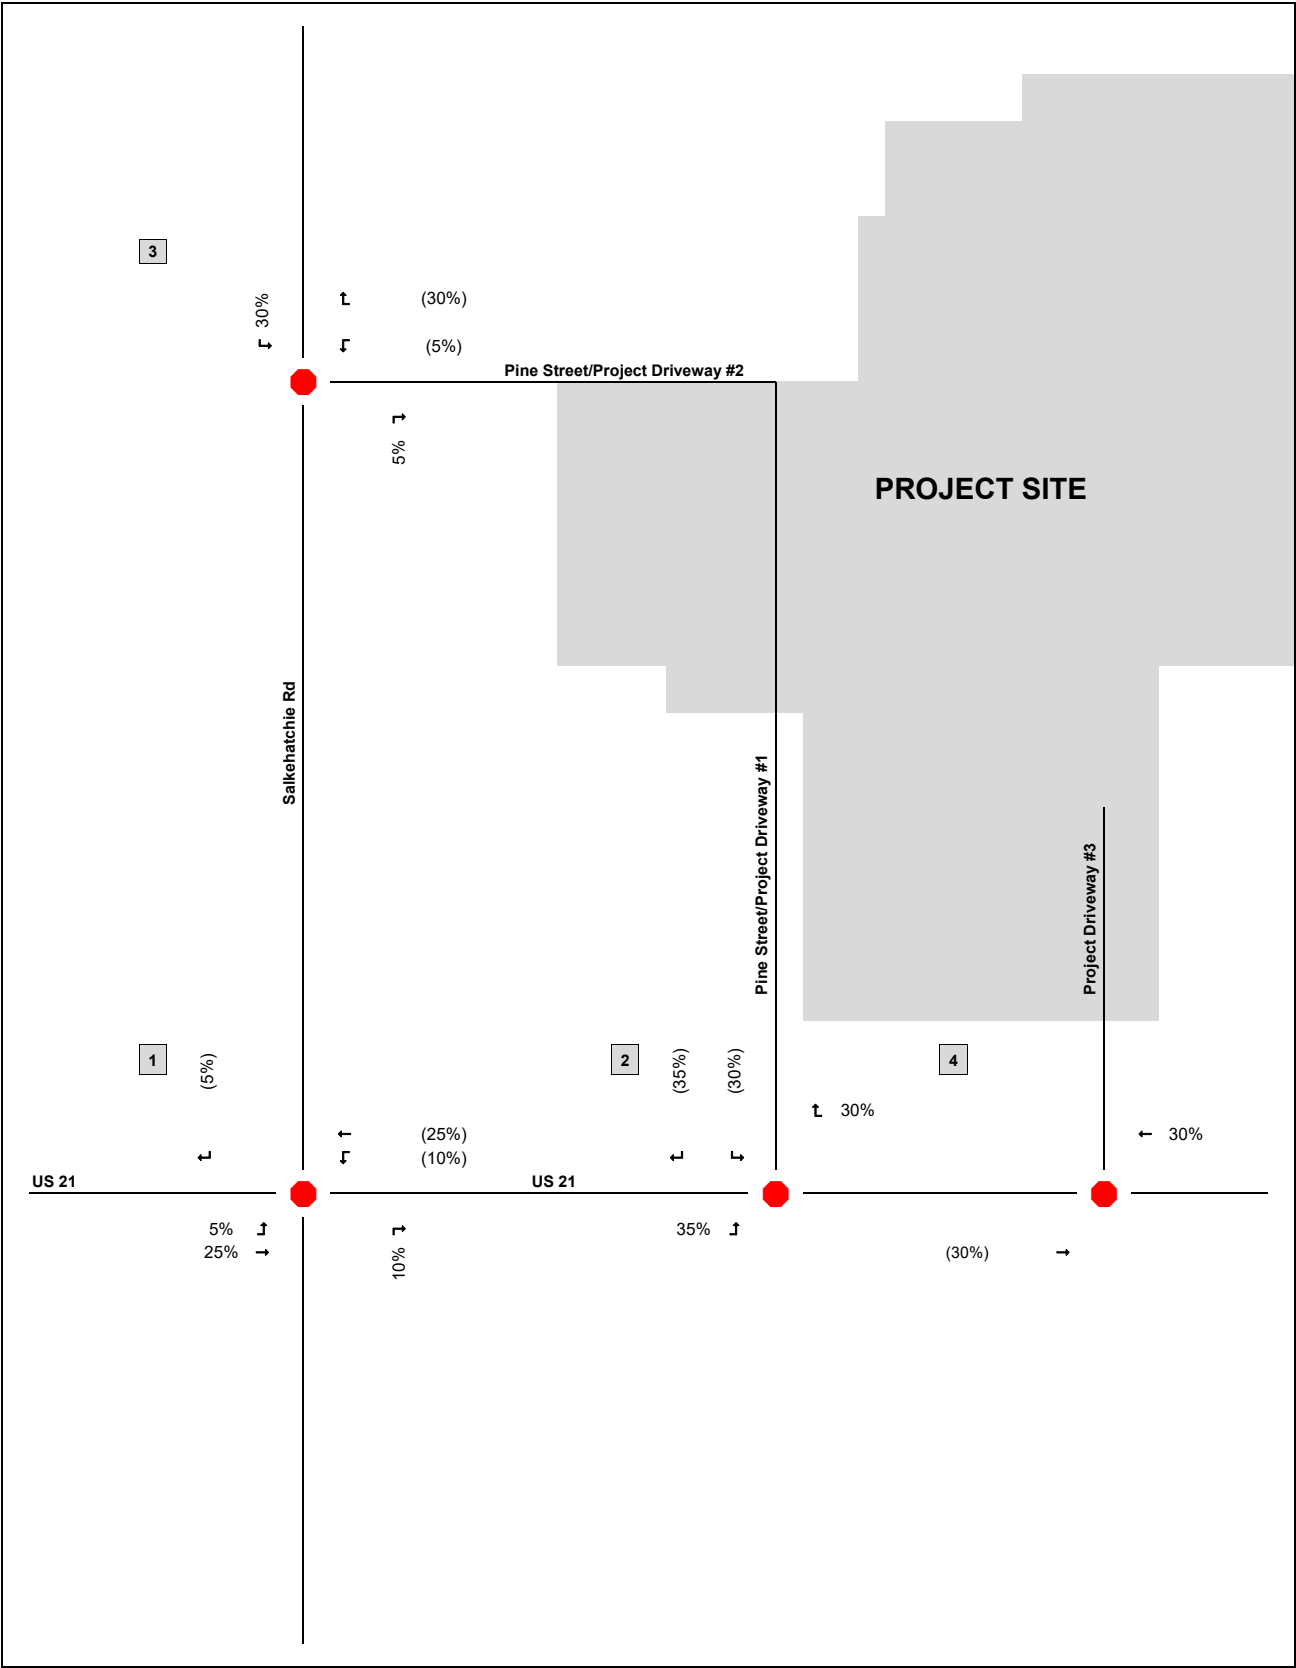 3
30%
(30%)
(5%)
Pine Street/Project Driveway #2
5%
PROJECT SITE
Salkehatchie Rd
Pine Street/Project Driveway #1
Project Driveway #3
1
(5%)
2
(35%)
(30%)
4
30%
(25%)
30%
(10%)
US 21
US 21
5%
35%
25%
10%
(30%)